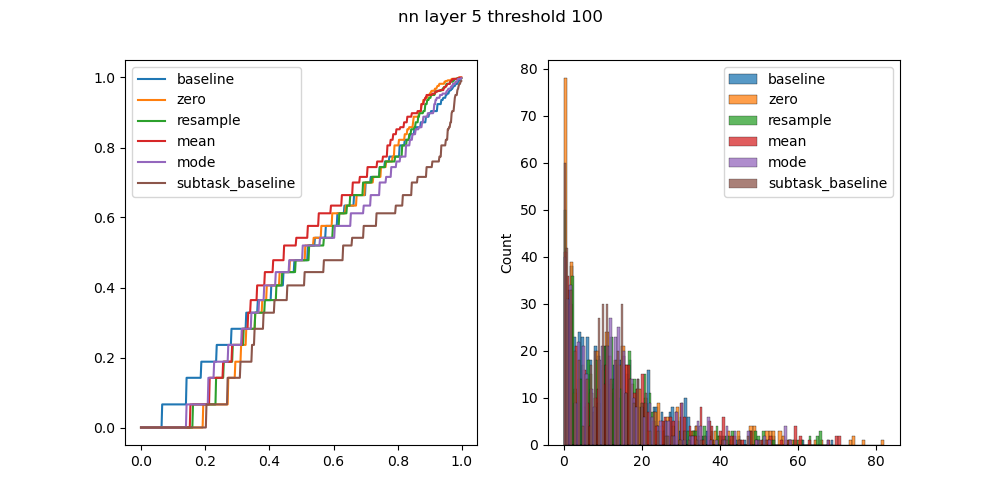 nn layer 5 threshold 100
baseline
zero
resample
mean
mode
subtask_baseline
1.0
0.8
0.6
0.4
0.2
0.0
0.0 0.2 0.4 0.6 0.8 1.0
baseline
zero
resample
mean
mode
subtask_baseline
Count
80
70
60
50
40
30
20
10
0
0 20 40 60 80